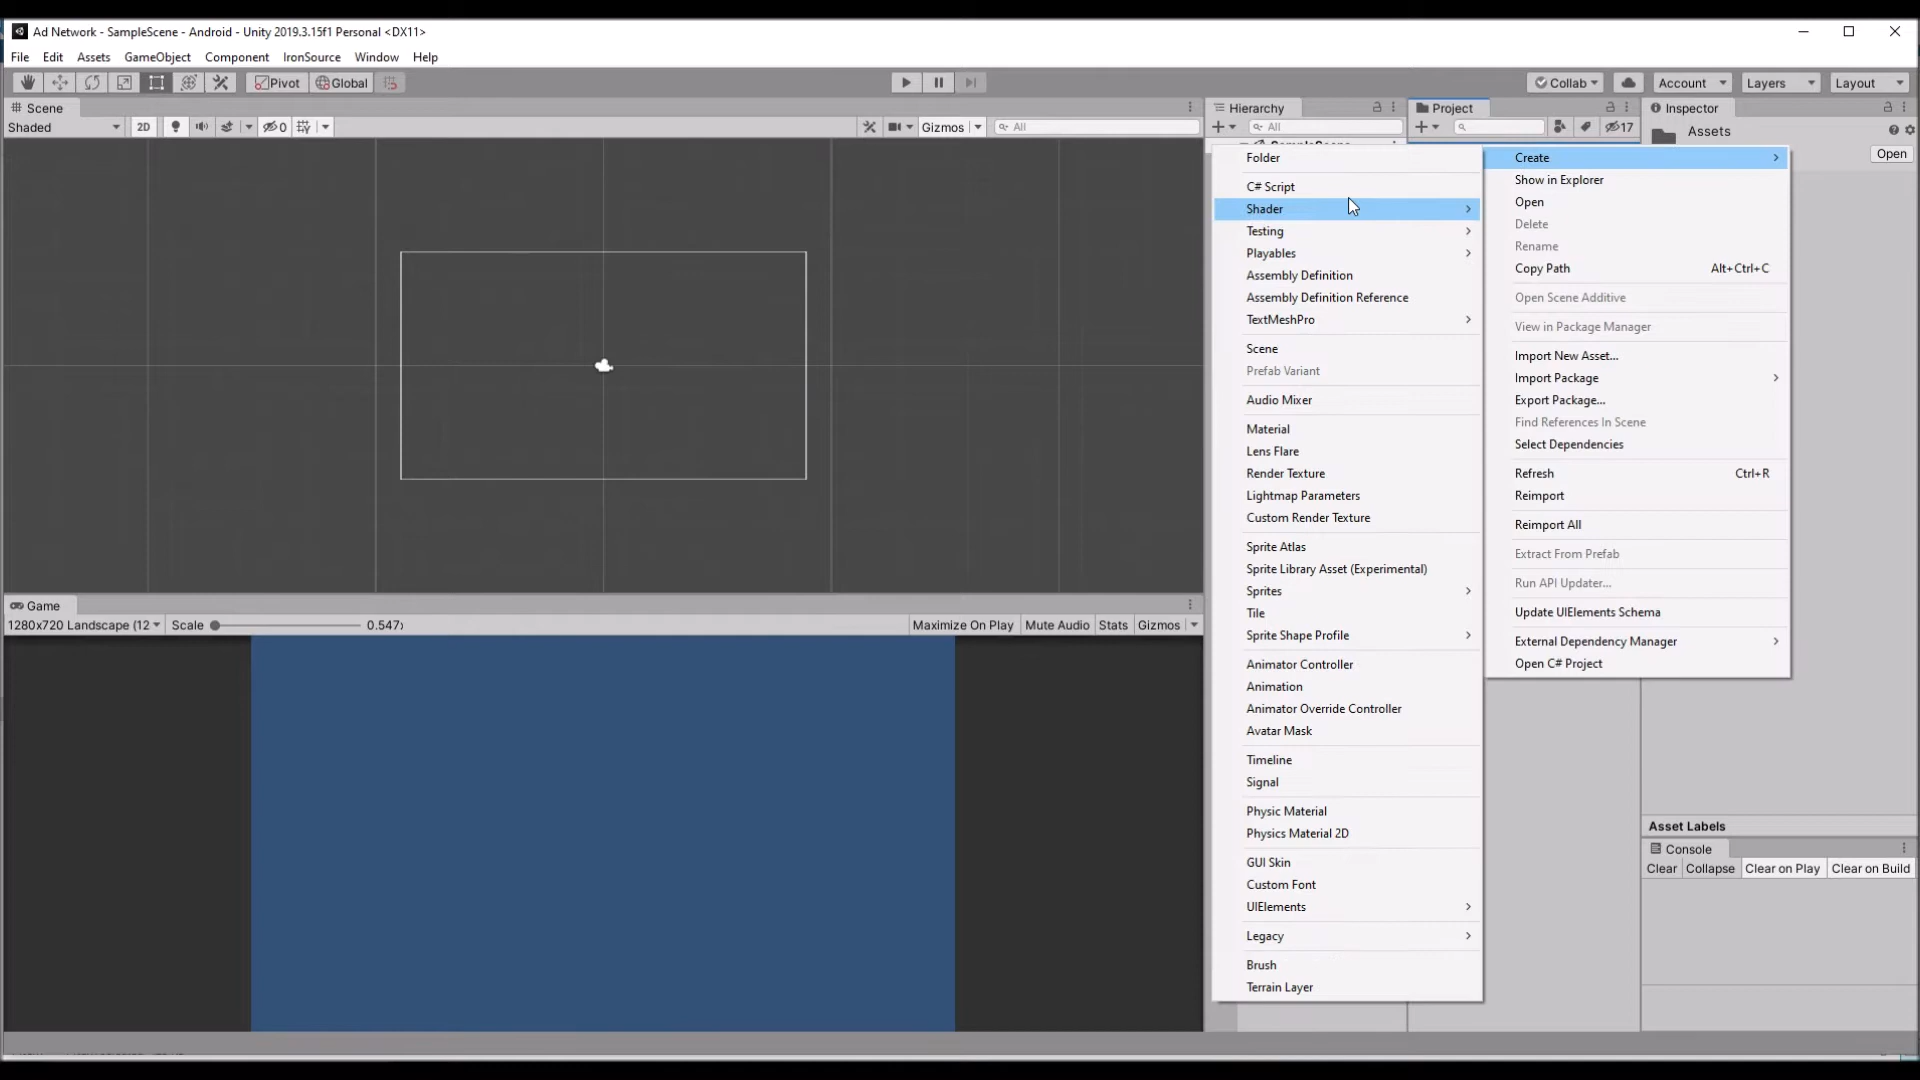 Ad Network - SampleScene - Android - Unity 2019.3.15f1 Personal <DX11>
File Edit Assets GameObject Component IronSource Window Help
Pivot Global Collab Account Layers Layout
Scene
Shaded 2D 0 Gizmos All
Hierarchy
All
Project
17
Inspector
Assets
Open
Folder
C# Script
Shader
Testing
Playables
Assembly Definition
Assembly Definition Reference
TextMeshPro
Scene
Prefab Variant
Audio Mixer
Material
Lens Flare
Render Texture
Lightmap Parameters
Custom Render Texture
Sprite Atlas
Sprite Library Asset (Experimental)
Sprites
Tile
Sprite Shape Profile
Animator Controller
Animation
Animator Override Controller
Avatar Mask
Timeline
Signal
Physic Material
Physics Material 2D
GUI Skin
Custom Font
UIElements
Legacy
Brush
Terrain Layer
Create
Show in Explorer
Open
Delete
Rename
Copy Path Alt+Ctrl+C
Open Scene Additive
View in Package Manager
Import New Asset...
Import Package
Export Package...
Find References In Scene
Select Dependencies
Refresh Ctrl+R
Reimport
Reimport All
Extract From Prefab
Run API Updater...
Update UIElements Schema
External Dependency Manager
Open C# Project
Game
1280x720 Landscape (12 Scale 0.547 Maximize On Play Mute Audio Stats Gizmos
Asset Labels
Console
Clear Collapse Clear on Play Clear on Build